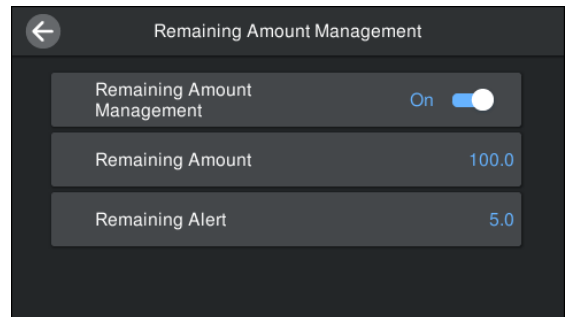 Remaining Amount Management
Remaining Amount
Management
On
Remaining Amount
100.0
Remaining Alert
5.0